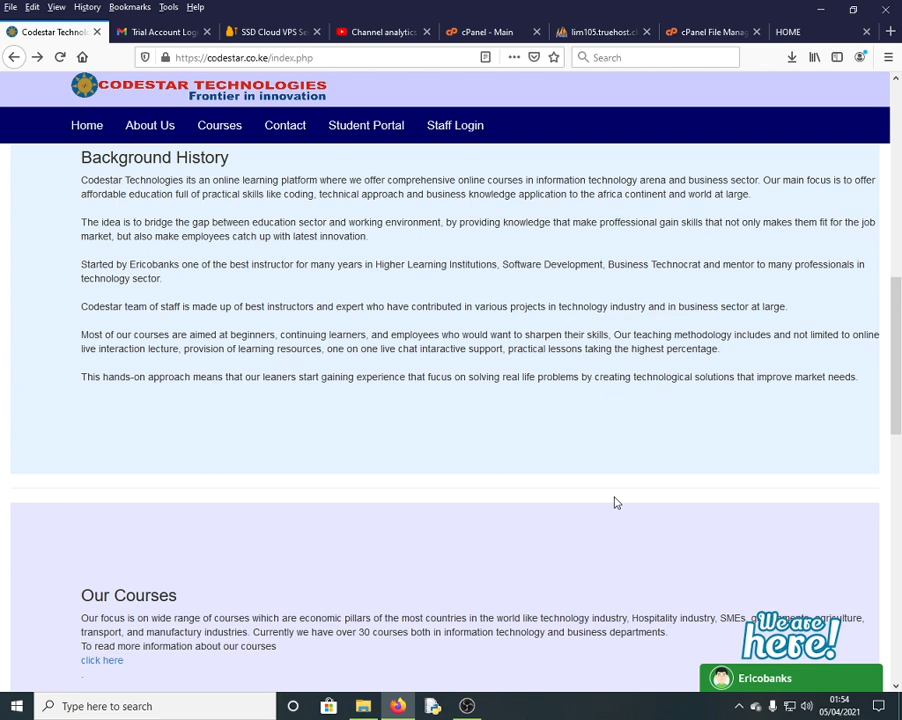 File Edit View History Bookmarks Tools Help
Codestar Technol Trial Account Logi SSD Cloud VPS Se Channel analytics cPanel - Main lim105.truehost.cl cPanel File Manag HOME
https://codestar.co.ke/index.php Search
CODESTAR TECHNOLOGIES
Frontier in innovation
Home About Us Courses Contact Student Portal Staff Login
Background History
Codestar Technologies its an online learning platform where we offer comprehensive online courses in information technology arena and business sector. Our main focus is to offer
affordable education full of practical skills like coding, technical approach and business knowledge application to the africa continent and world at large.
The idea is to bridge the gap between education sector and working environment, by providing knowledge that make proffessional gain skills that not only makes them fit for the job
market, but also make employees catch up with latest innovation.
Started by Ericobanks one of the best instructor for many years in Higher Learning Institutions, Software Development, Business Technocrat and mentor to many professionals in
technology sector.
Codestar team of staff is made up of best instructors and expert who have contributed in various projects in technology industry and in business sector at large.
Most of our courses are aimed at beginners, continuing learners, and employees who would want to sharpen their skills, Our teaching methodology includes and not limited to online
live interaction lecture, provision of learning resources, one on one live chat intaractive support, practical lessons taking the highest percentage.
This hands-on approach means that our leaners start gaining experience that fucus on solving real life problems by creating technological solutions that improve market needs.
Our Courses
Our focus is on wide range of courses which are economic pillars of the most countries in the world like technology industry, Hospitality industry, SMEs, agriculture,
transport, and manufactury industries. Currently we have over 30 courses both in information technology and business departments.
To read more information about our courses
click here
.
We are here!
Ericobanks
Type here to search
01:54
05/04/2021